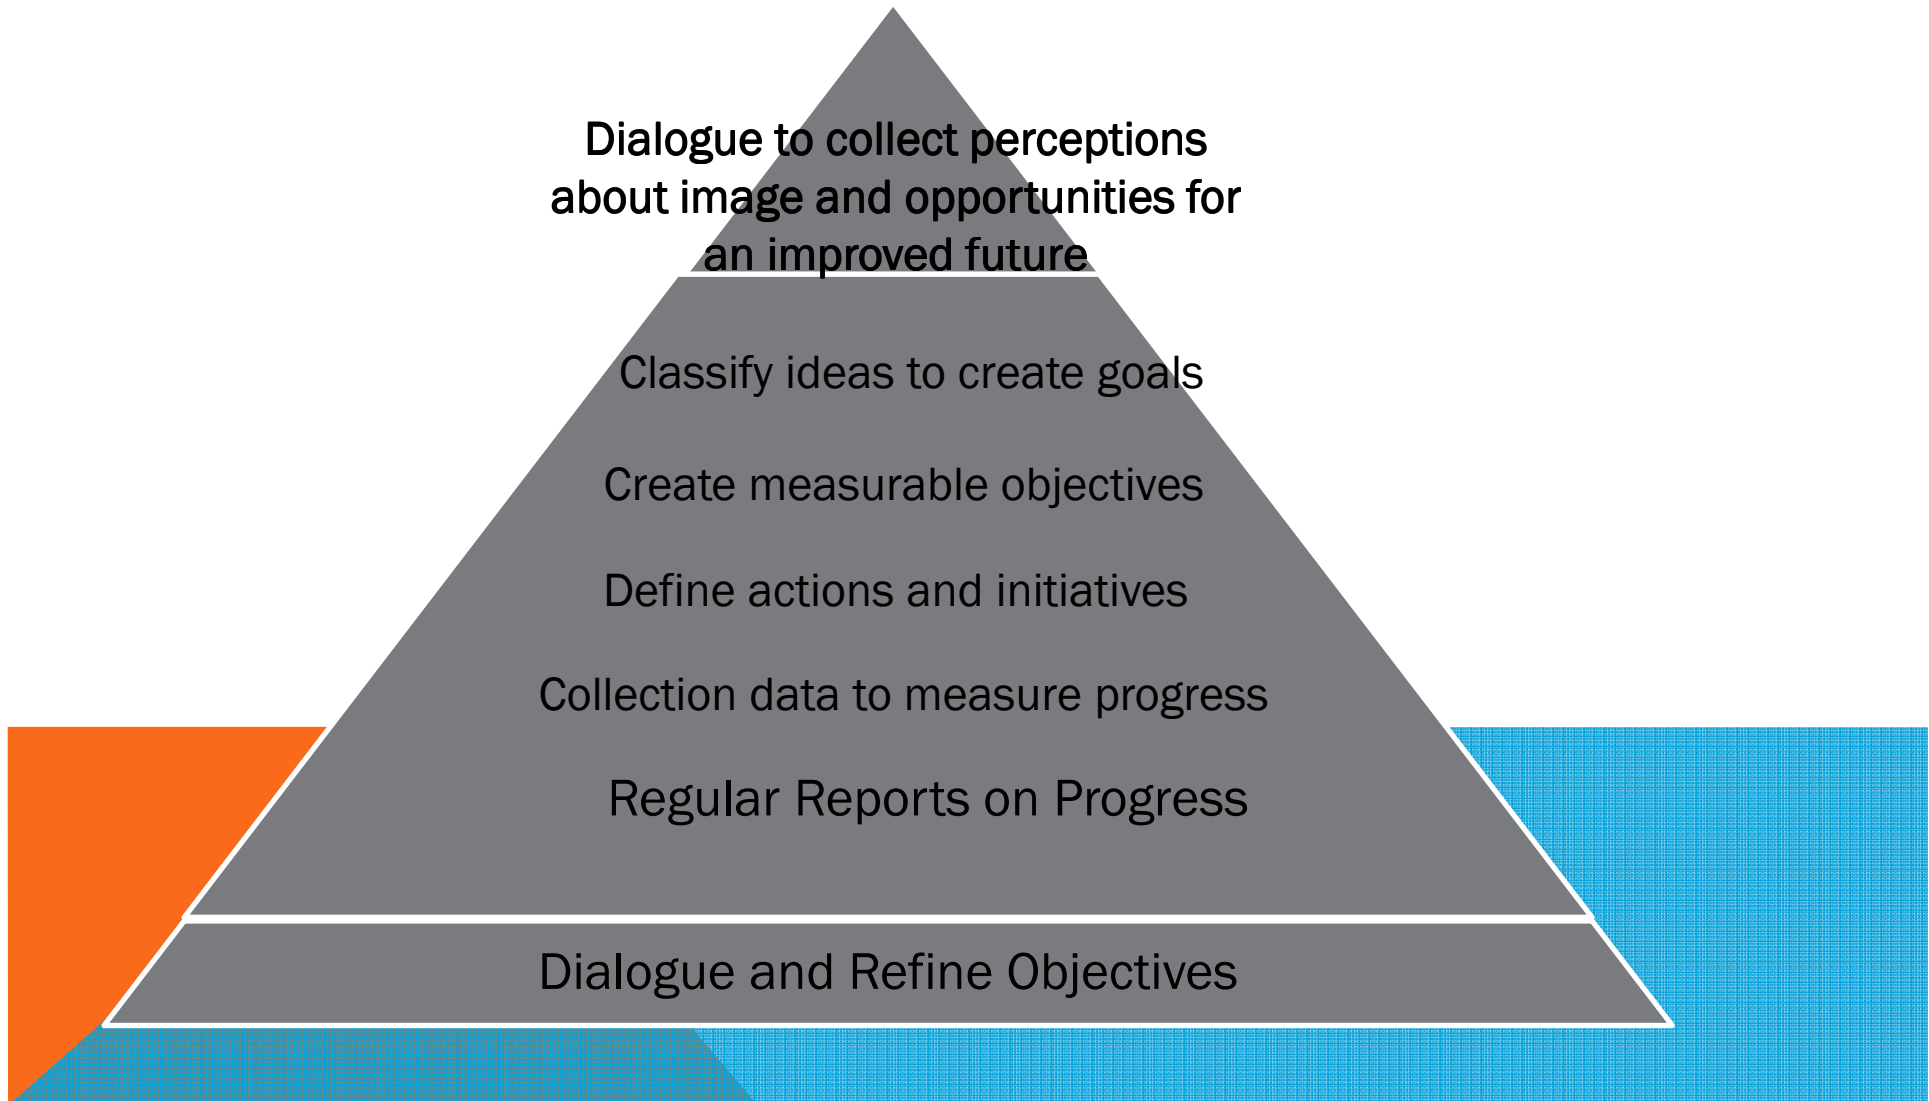 Dialogue to collect perceptions
about image and opportunities for
an improved future
Classify ideas to create goals
Create measurable objectives
Define actions and initiatives
Collection data to measure progress
Regular Reports on Progress
Dialogue and Refine Objectives